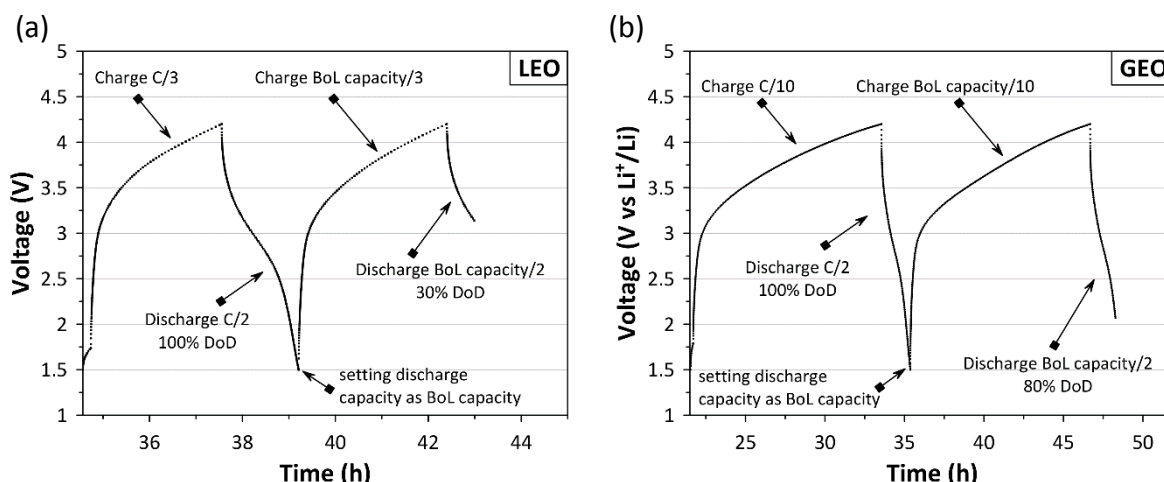 (a)
LEO
Voltage (V)
5
4.5
4
3.5
3
2.5
2
1.5
1
Charge C/3
Charge BoL capacity/3
Discharge C/2
100% DoD
Discharge BoL capacity/2
30% DoD
setting discharge
capacity as BoL capacity
36
38
40
42
44
Time (h)
(b)
GEO
Voltage (V vs Li⁺/Li)
5
4.5
4
3.5
3
2.5
2
1.5
1
Charge C/10
Charge BoL capacity/10
Discharge C/2
100% DoD
Discharge BoL capacity/2
80% DoD
setting discharge
capacity as BoL capacity
25
30
35
40
45
50
Time (h)